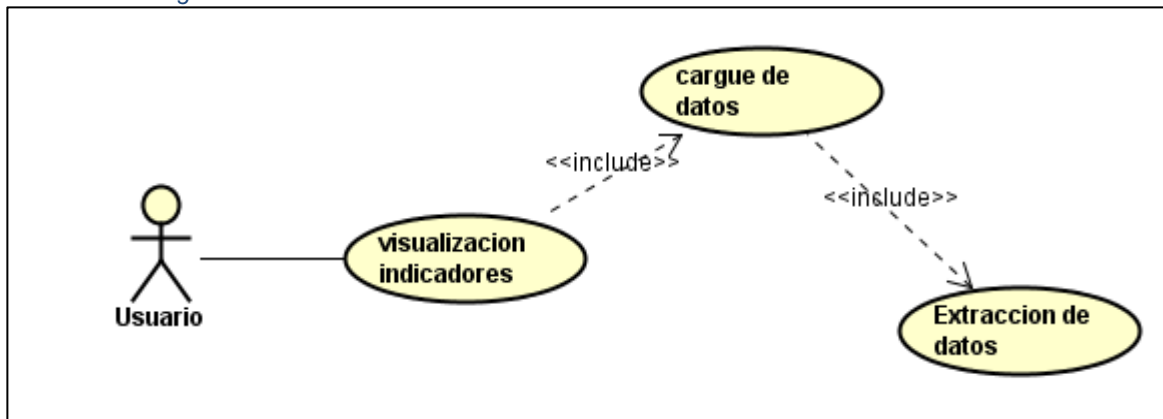 cargue de
datos
<<include>>
<<include>>
visualizacion
indicadores
Usuario
Extraccion de
datos